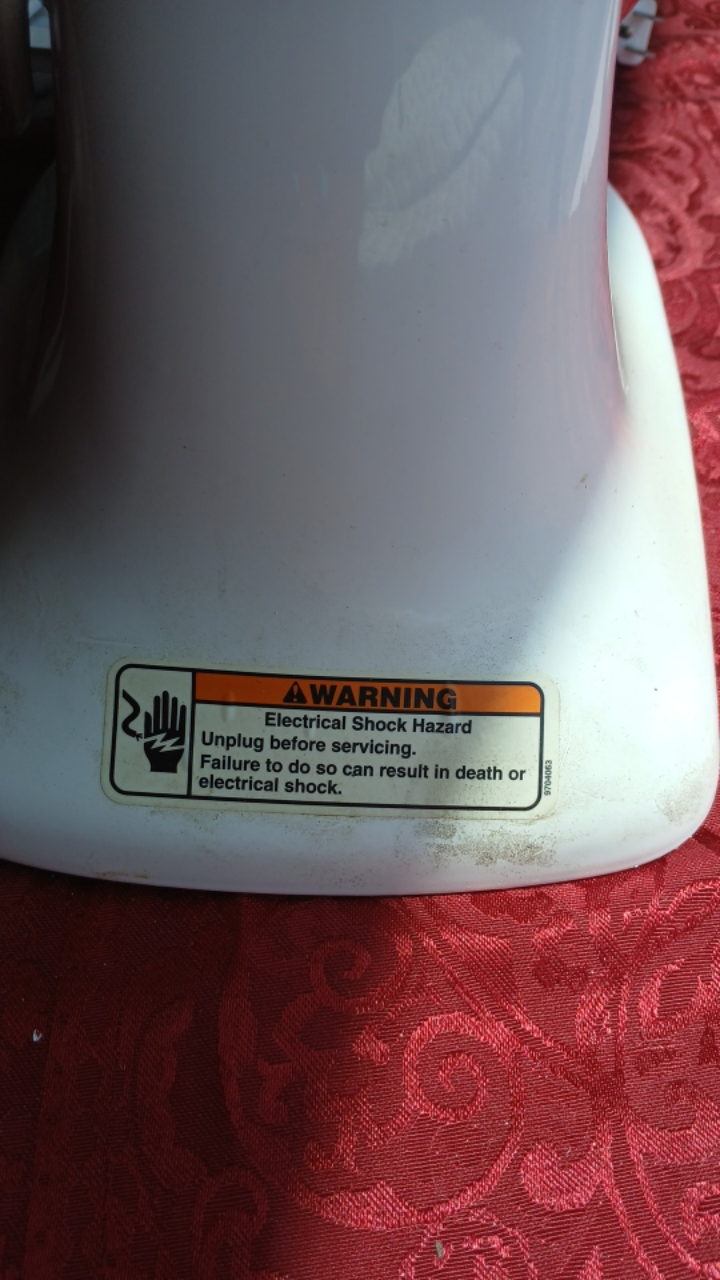 ⚠WARNING
Electrical Shock Hazard
Unplug before servicing.
Failure to do so can result in death or
electrical shock.
9704063